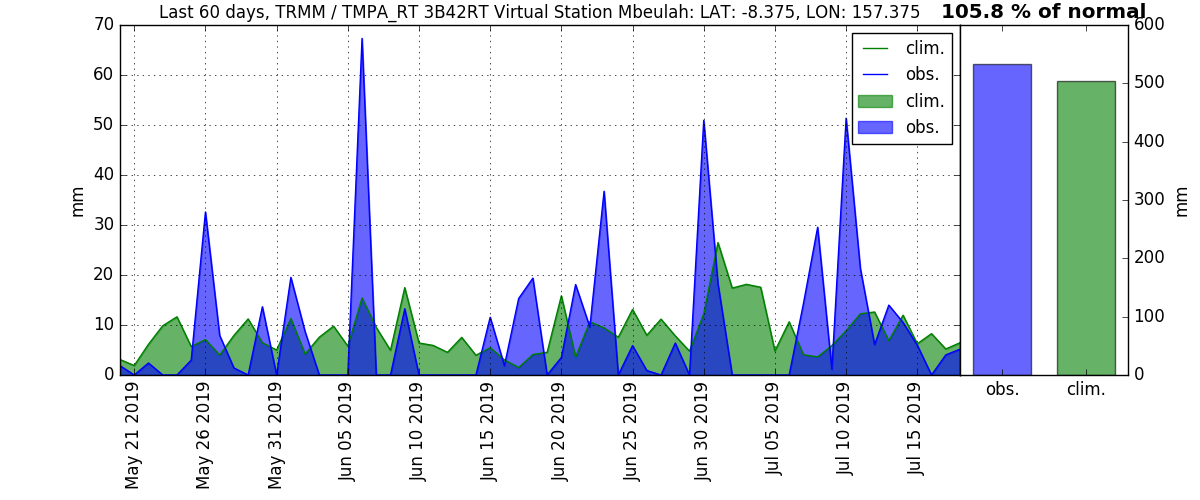 Last 60 days, TRMM / TMPA_RT 3B42RT Virtual Station Mbeulah: LAT: -8.375, LON: 157.375
105.8 % of normal
70
60
50
40
30
20
10
0
mm
clim.
obs.
clim.
obs.
May 21 2019
May 26 2019
May 31 2019
Jun 05 2019
Jun 10 2019
Jun 15 2019
Jun 20 2019
Jun 25 2019
Jun 30 2019
Jul 05 2019
Jul 10 2019
Jul 15 2019
600
500
400
300
200
100
0
mm
obs.
clim.